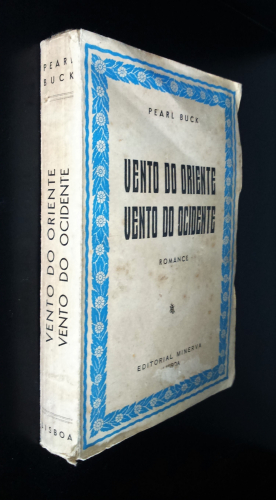 PEARL
BUCK
VENTO DO ORIENTE
VENTO DO OCIDENTE
LISBOA
PEARL BUCK
VENTO DO ORIENTE
VENTO DO OCIDENTE
ROMANCE
EDITORIAL MINERVA
LISBOA